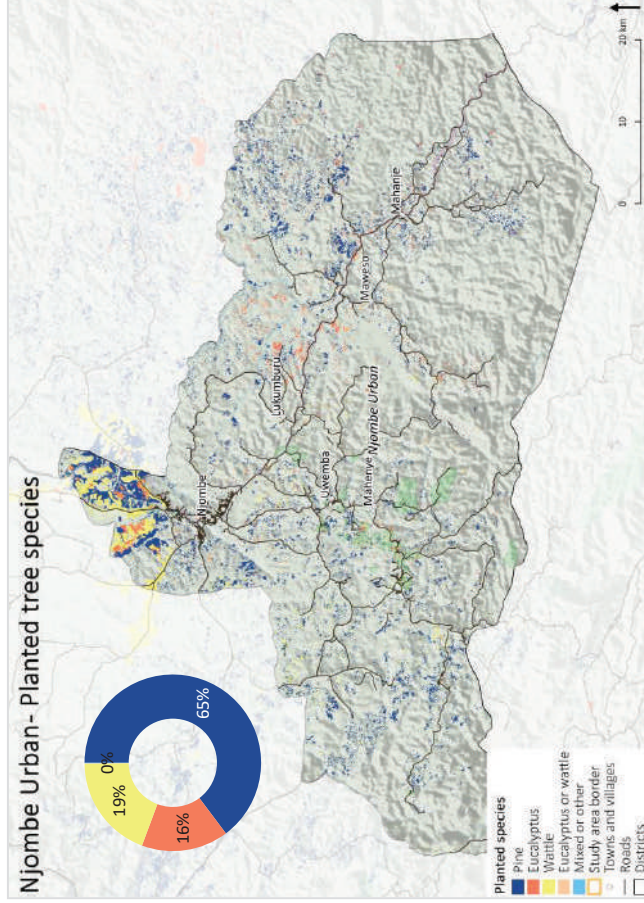 Njombe Urban- Planted tree species
0%
19%
16%
65%
Njombe
Lukumburu
Uwemba
Mahenye
Njombe Urban
Maweso
Mahanje
Planted species
Pine
Eucalyptus
Wattle
Eucalyptus or wattle
Mixed or other
Study area border
Towns and villages
Roads
Districts
0 10 20 km